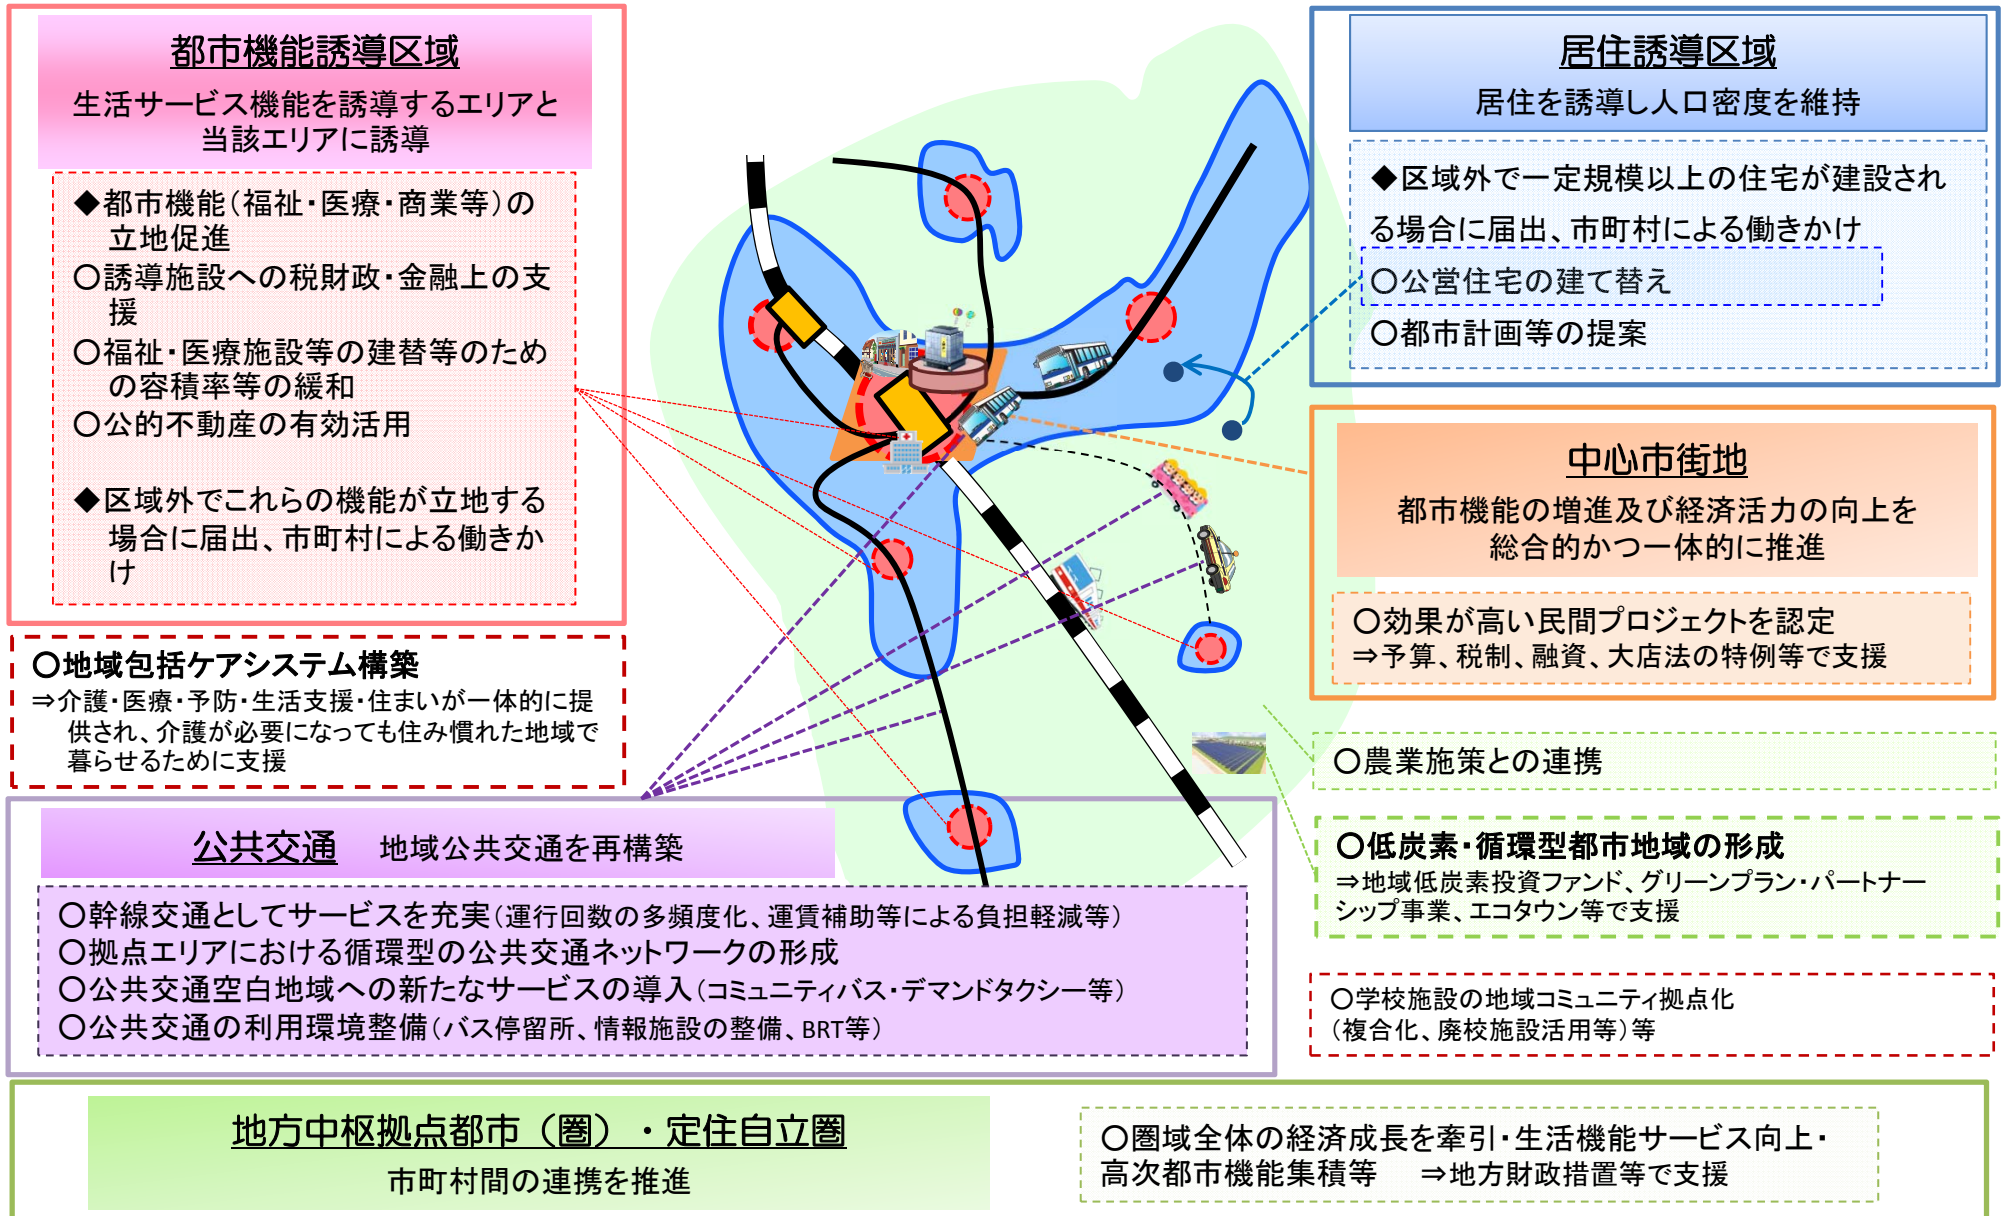 都市機能誘導区域
生活サービス機能を誘導するエリアと
当該エリアに誘導
◆都市機能（福祉・医療・商業等）の
立地促進
○誘導施設への税財政・金融上の支
援
○福祉・医療施設等の建替等のため
の容積率等の緩和
○公的不動産の有効活用
◆区域外でこれらの機能が立地する
場合に届出、市町村による働きか
け
○地域包括ケアシステム構築
⇒介護・医療・予防・生活支援・住まいが一体的に提
供され、介護が必要になっても住み慣れた地域で
暮らせるために支援
居住誘導区域
居住を誘導し人口密度を維持
◆区域外で一定規模以上の住宅が建設され
る場合に届出、市町村による働きかけ
○公営住宅の建て替え
○都市計画等の提案
中心市街地
都市機能の増進及び経済活力の向上を
総合的かつ一体的に推進
○効果が高い民間プロジェクトを認定
⇒予算、税制、融資、大店法の特例等で支援
○農業施策との連携
○低炭素・循環型都市地域の形成
⇒地域低炭素投資ファンド、グリーンプラン・パートナー
シップ事業、エコタウン等で支援
○学校施設の地域コミュニティ拠点化
（複合化、廃校施設活用等）等
公共交通　地域公共交通を再構築
○幹線交通としてサービスを充実（運行回数の多頻度化、運賃補助等による負担軽減等）
○拠点エリアにおける循環型の公共交通ネットワークの形成
○公共交通空白地域への新たなサービスの導入（コミュニティバス・デマンドタクシー等）
○公共交通の利用環境整備（バス停留所、情報施設の整備、BRT等）
地方中枢拠点都市（圏）・定住自立圏
市町村間の連携を推進
○圏域全体の経済成長を牽引・生活機能サービス向上・
高次都市機能集積等　⇒地方財政措置等で支援